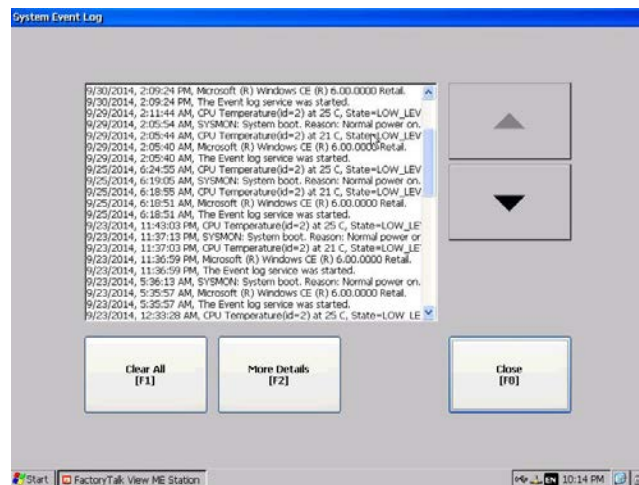 System Event Log
9/30/2014, 2:09:24 PM, Microsoft (R) Windows CE (R) 6.00.0000 Retail.
9/30/2014, 2:09:24 PM, The Event log service was started.
9/29/2014, 2:11:44 AM, CPU Temperature(id=2) at 25 C, State=LOW_LEV
9/29/2014, 2:05:54 AM, SYSMON: System boot. Reason: Normal power on.
9/29/2014, 2:05:44 AM, CPU Temperature(id=2) at 21 C, State=LOW_LEV
9/29/2014, 2:05:40 AM, Microsoft (R) Windows CE (R) 6.00.0000 Retail.
9/29/2014, 2:05:40 AM, The Event log service was started.
9/25/2014, 6:24:55 AM, CPU Temperature(id=2) at 25 C, State=LOW_LEV
9/25/2014, 6:19:05 AM, SYSMON: System boot. Reason: Normal power on.
9/25/2014, 6:18:55 AM, CPU Temperature(id=2) at 21 C, State=LOW_LEV
9/25/2014, 6:18:51 AM, Microsoft (R) Windows CE (R) 6.00.0000 Retail.
9/25/2014, 6:18:51 AM, The Event log service was started.
9/23/2014, 11:43:03 PM, CPU Temperature(id=2) at 25 C, State=LOW_LE
9/23/2014, 11:37:13 PM, SYSMON: System boot. Reason: Normal power or
9/23/2014, 11:37:03 PM, CPU Temperature(id=2) at 21 C, State=LOW_LE
9/23/2014, 11:36:59 PM, Microsoft (R) Windows CE (R) 6.00.0000 Retail.
9/23/2014, 11:36:59 PM, The Event log service was started.
9/23/2014, 5:36:13 AM, SYSMON: System boot. Reason: Normal power on.
9/23/2014, 5:35:57 AM, Microsoft (R) Windows CE (R) 6.00.0000 Retail.
9/23/2014, 5:35:57 AM, The Event log service was started.
9/23/2014, 12:33:28 AM, CPU Temperature(id=2) at 25 C, State=LOW LE
Clear All
[F1]
More Details
[F2]
Close
[F8]
Start
FactoryTalk View ME Station
EN 10:14 PM